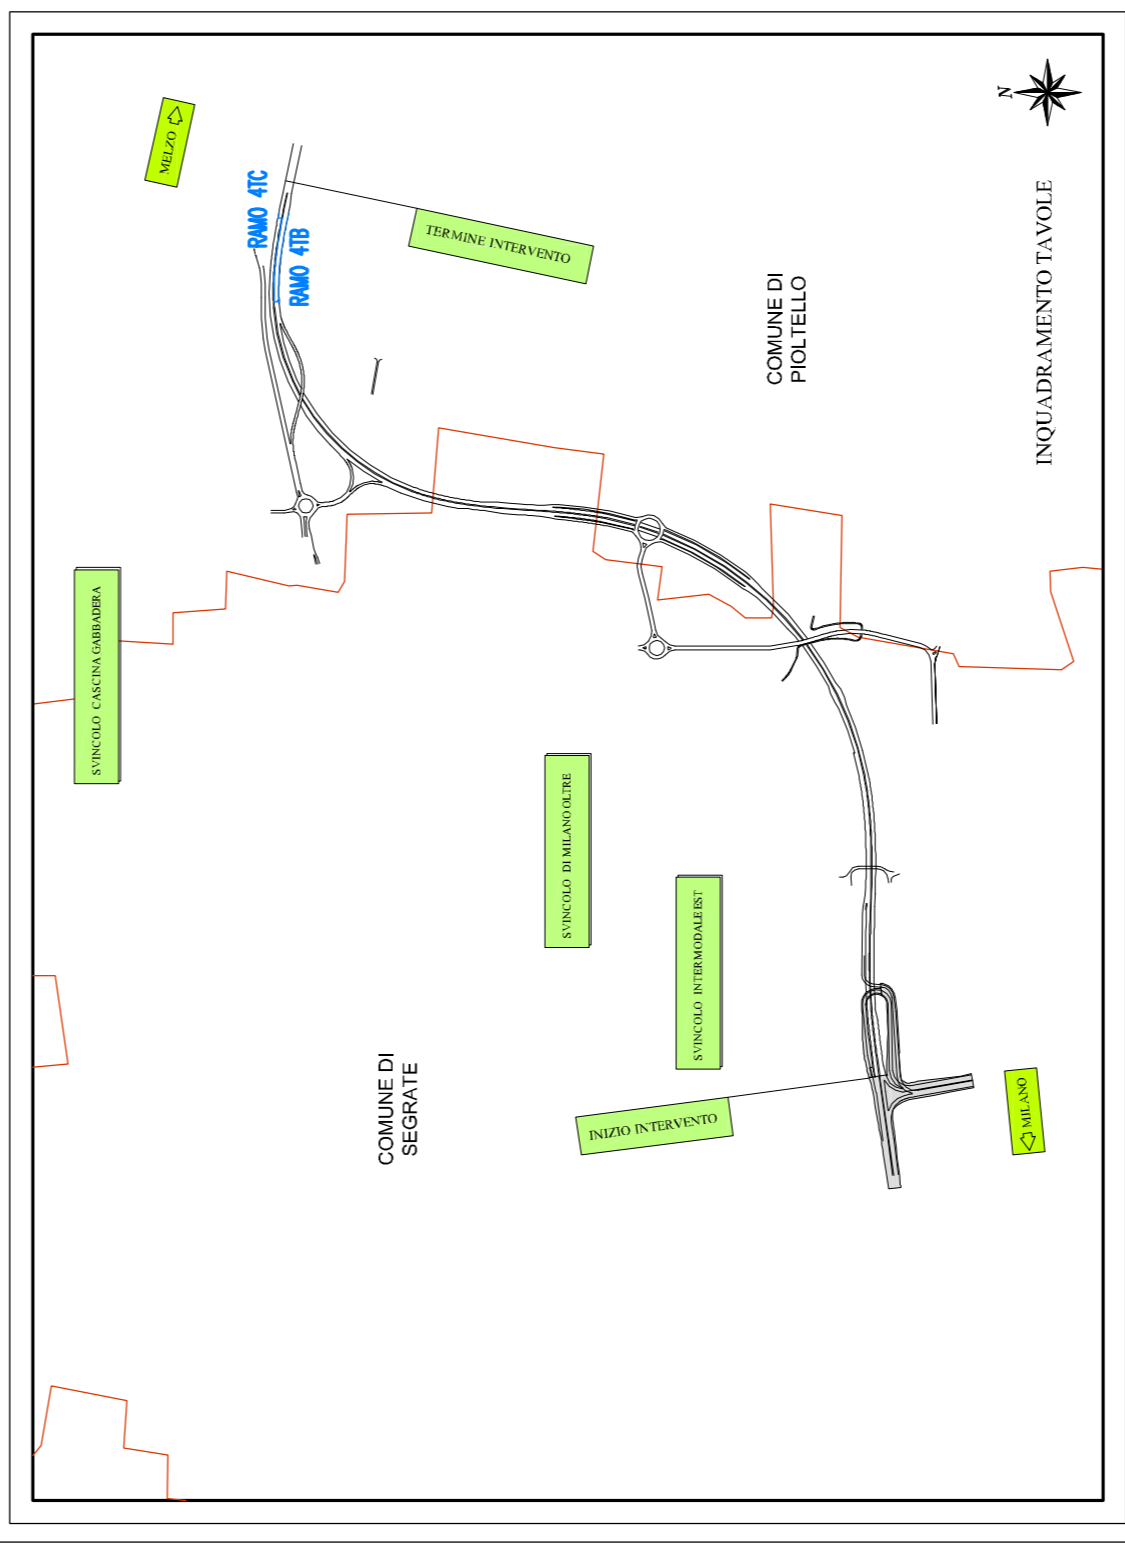 INQUADRAMENTO TAVOLE
N
MELZO
RAMO 4TC
RAMO 4TB
TERMINE INTERVENTO
COMUNE DI
PIOLTELLO
SVINCOLO CASCINA GABBADERA
SVINCOLO DI MILANO OLTRE
SVINCOLO INTERMODALE EST
COMUNE DI
SEGRATE
INIZIO INTERVENTO
MILANO